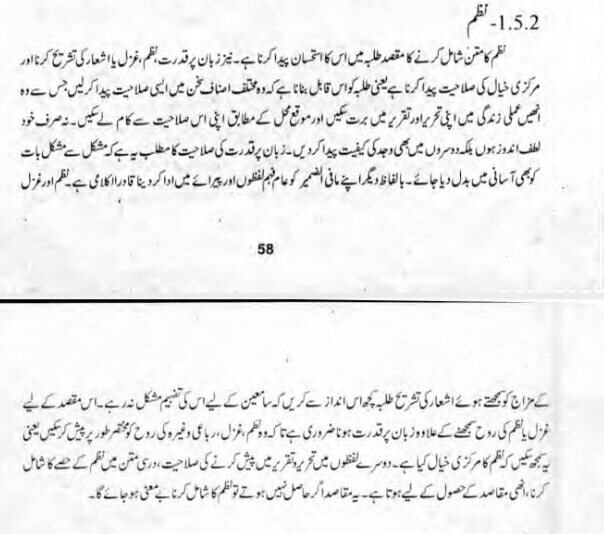 1.5.2- نظم
نظم کا متن شامل کرنے کا مقصد طلبہ میں اس کا استحسان پیدا کرنا ہے۔ نیز زبان پر قدرت، نظم، غزل یا اشعار کی تشریح کرنا اور
مرکزی خیال کی صلاحیت پیدا کرنا ہے یعنی طلبہ کو اس قابل بنانا ہے کہ وہ مختلف اصناف سخن میں ایسی صلاحیت پیدا کر لیں جس سے وہ
انھیں عملی زندگی میں اپنی تحریر اور تقریر میں برت سکیں اور موقع محل کے مطابق اپنی اس صلاحیت سے کام لے سکیں۔ نہ صرف خود
لطف اندوز ہوں بلکہ دوسروں میں بھی وجد کی کیفیت پیدا کر دیں۔ زبان پر قدرت کی صلاحیت کا مطلب یہ ہے کہ مشکل سے مشکل بات
کو بھی آسانی میں بدل دیا جائے۔ بالفاظ دیگر اپنے مافی الضمیر کو عام فہم لفظوں اور پیرائے میں ادا کر دینا قادر الکلامی ہے۔ نظم اور غزل
58
کے مزاج کو سمجھتے ہوئے اشعار کی تشریح طلبہ کچھ اس انداز سے کریں کہ سامعین کے لیے اس کی تفہیم مشکل نہ رہے۔ اس مقصد کے لیے
غزل یا نظم کی روح سمجھنے کے علاوہ زبان پر قدرت ہونا ضروری ہے تاکہ وہ نظم، غزل، رباعی وغیرہ کی روح کو مختصر طور پر پیش کر سکیں یعنی
یہ سمجھ سکیں کہ نظم کا مرکزی خیال کیا ہے۔ دوسرے لفظوں میں تحریر و تقریر میں پیش کرنے کی صلاحیت، درسی متن میں نظم کے حصے کا شامل
کرنا، انھی مقاصد کے حصول کے لیے ہوتا ہے۔ یہ مقاصد اگر حاصل نہیں ہوتے تو نظم کا شامل کرنا بے معنی ہو جائے گا۔